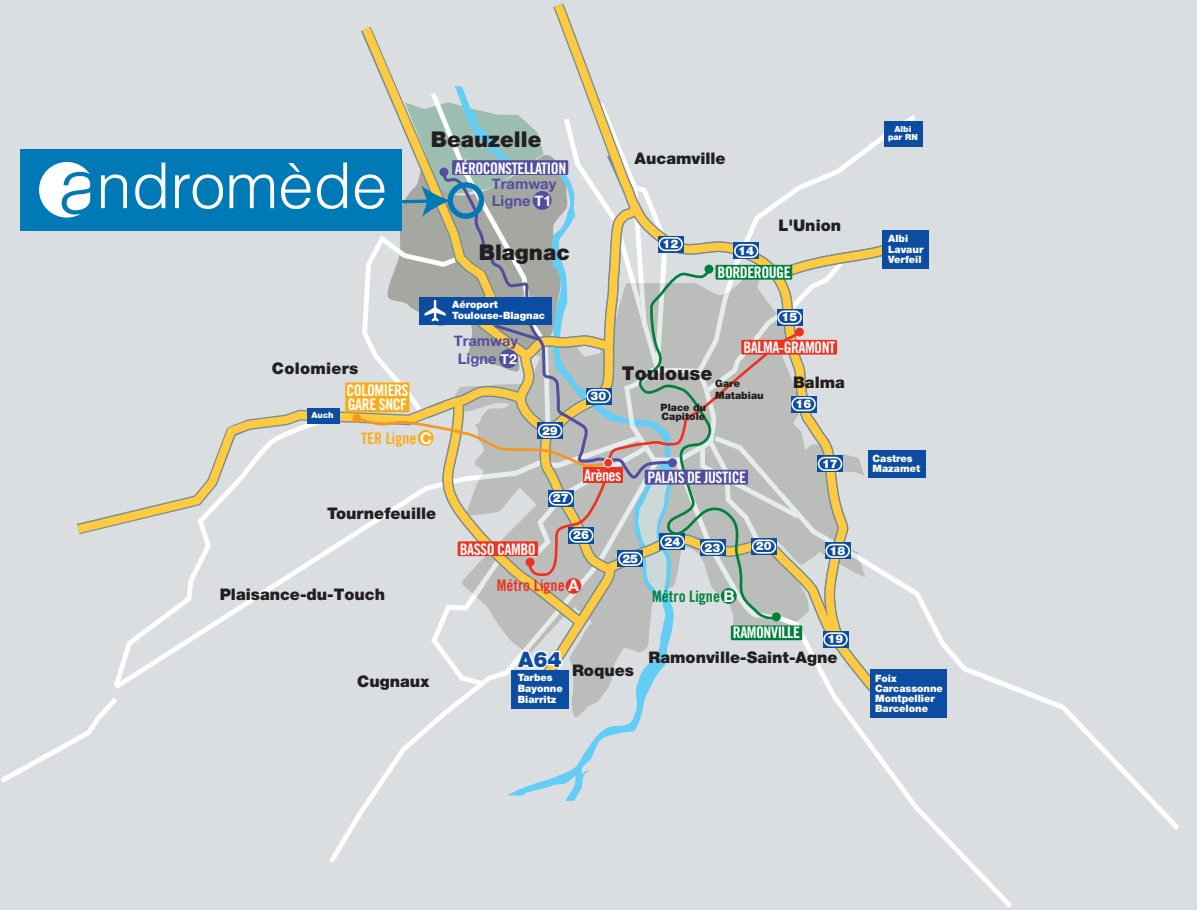 Albi
par RN
Beauzelle
Aucamville
AÉROCONSTELLATION
andromède
Tramway
Ligne T1
L'Union
12
14
Albi
Lavaur
Verfeil
Blagnac
BORDEROUGE
Aéroport
Toulouse-Blagnac
15
Tramway
Ligne T2
BALMA-GRAMONT
Colomiers
Toulouse
Gare
Matabiau
Balma
COLOMIERS
GARE SNCF
30
16
Place du
Capitole
Auch
TER Ligne C
29
17
Castres
Mazamet
Arènes
PALAIS DE JUSTICE
27
Tournefeuille
26
24
23
20
18
BASSO CAMBO
25
Métro Ligne A
Métro Ligne B
Plaisance-du-Touch
RAMONVILLE
19
A64
Ramonville-Saint-Agne
Roques
Cugnaux
Tarbes
Bayonne
Biarritz
Foix
Carcassonne
Montpellier
Barcelone